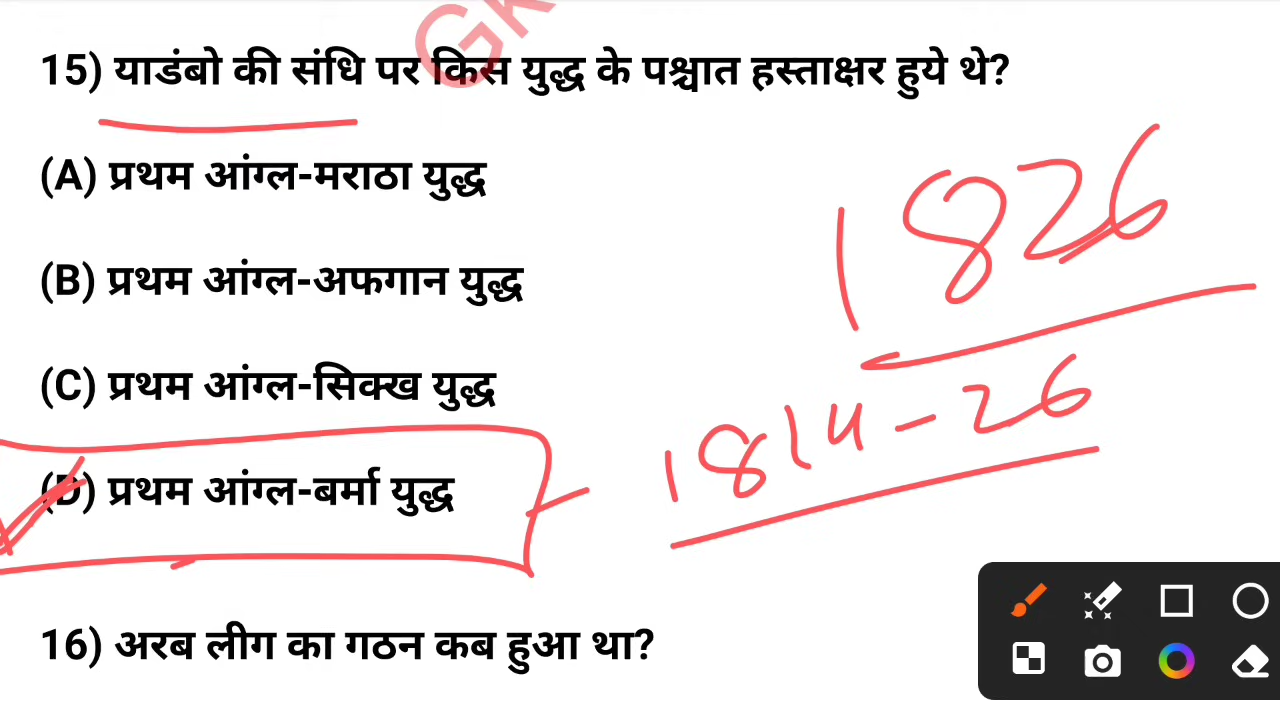 GK
15) याडंबो की संधि पर किस युद्ध के पश्चात हस्ताक्षर हुये थे?
(A) प्रथम आंग्ल-मराठा युद्ध
1826
(B) प्रथम आंग्ल-अफगान युद्ध
(C) प्रथम आंग्ल-सिक्ख युद्ध
1814-26
(D) प्रथम आंग्ल-बर्मा युद्ध
16) अरब लीग का गठन कब हुआ था?